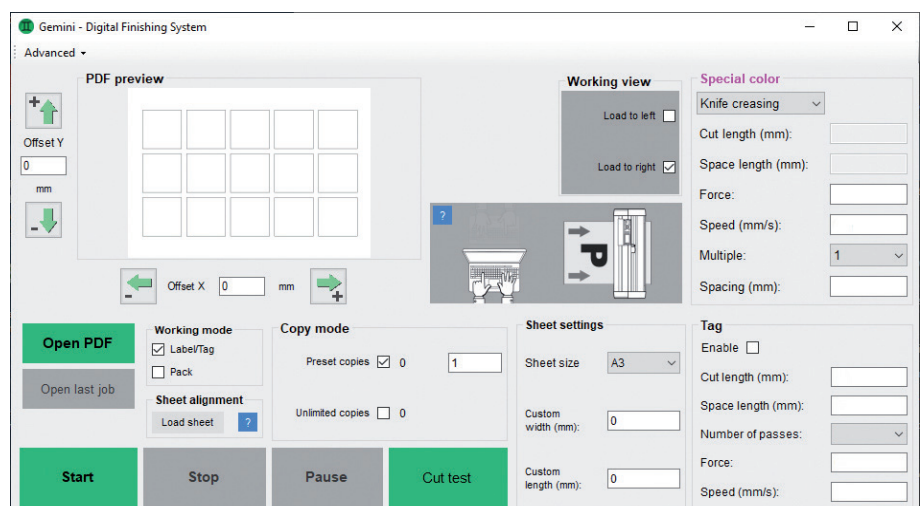 Gemini - Digital Finishing System
Advanced
PDF preview
+
Offset Y
0
mm
-
-
Offset X
0
mm
+
Working view
Load to left
Load to right
?
P
Special color
Knife creasing
Cut length (mm):
Space length (mm):
Force:
Speed (mm/s):
Multiple:
1
Spacing (mm):
Open PDF
Open last job
Working mode
Label/Tag
Pack
Sheet alignment
Load sheet
?
Copy mode
Preset copies
0
1
Unlimited copies
0
Sheet settings
Sheet size
A3
Custom
width (mm):
0
Custom
length (mm):
0
Tag
Enable
Cut length (mm):
Space length (mm):
Number of passes:
Force:
Speed (mm/s):
Start
Stop
Pause
Cut test